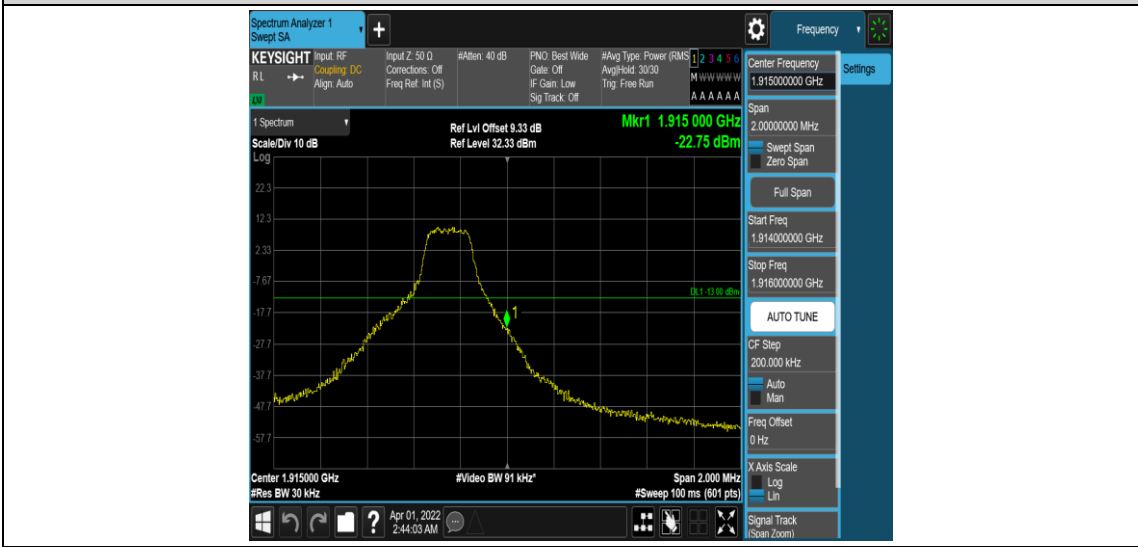 Spectrum Analyzer 1
Swept SA
+
Frequency
KEYSIGHT
R L
LXI
Input: RF
Coupling: DC
Align: Auto
Input Z: 50 Ω
Corrections: Off
Freq Ref: Int (S)
#Atten: 40 dB
PNO: Best Wide
Gate: Off
IF Gain: Low
Sig Track: Off
#Avg Type: Power (RMS
Avg|Hold: 30/30
Trig: Free Run
1 2 3 4 5 6
M W W W W W
A A A A A A
1 Spectrum
Scale/Div 10 dB
Log
Ref Lvl Offset 9.33 dB
Ref Level 32.33 dBm
Mkr1 1.915 000 GHz
-22.75 dBm
22.3
12.3
2.33
-7.67
-17.7
-27.7
-37.7
-47.7
-57.7
DL1 -13.00 dBm
1
Center 1.915000 GHz
#Res BW 30 kHz
#Video BW 91 kHz*
Span 2.000 MHz
#Sweep 100 ms (601 pts)
?
Apr 01, 2022
2:44:03 AM
Center Frequency
1.915000000 GHz
Settings
Span
2.00000000 MHz
Swept Span
Zero Span
Full Span
Start Freq
1.914000000 GHz
Stop Freq
1.916000000 GHz
AUTO TUNE
CF Step
200.000 kHz
Auto
Man
Freq Offset
0 Hz
X Axis Scale
Log
Lin
Signal Track
(Span Zoom)